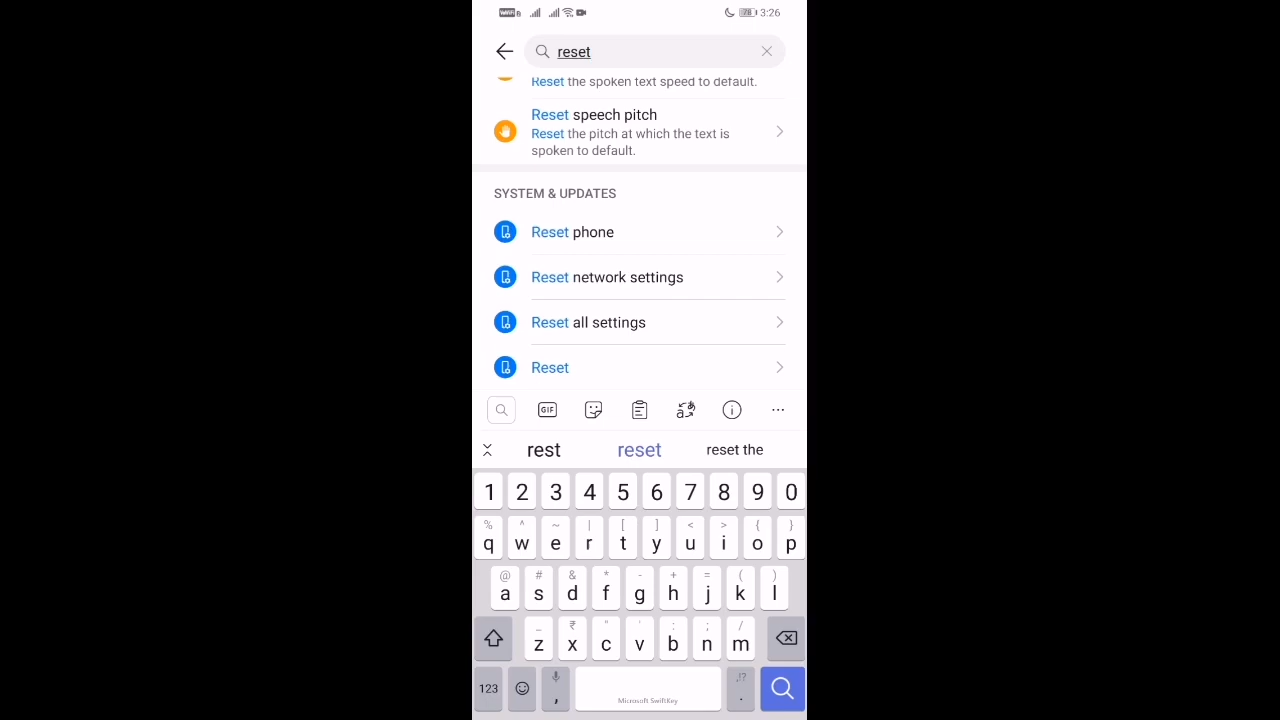 3:26
reset
Reset the spoken text speed to default.
Reset speech pitch
Reset the pitch at which the text is
spoken to default.
SYSTEM & UPDATES
Reset phone
Reset network settings
Reset all settings
Reset
GIF
rest reset reset the
1 2 3 4 5 6 7 8 9 0
% ^ ~ | [ ] < > { }
q w e r t y u i o p
@ # & * - + = ( )
a s d f g h j k l
_ ₹ " ' : ; /
z x c v b n m
,!?
123 , .
Microsoft SwiftKey